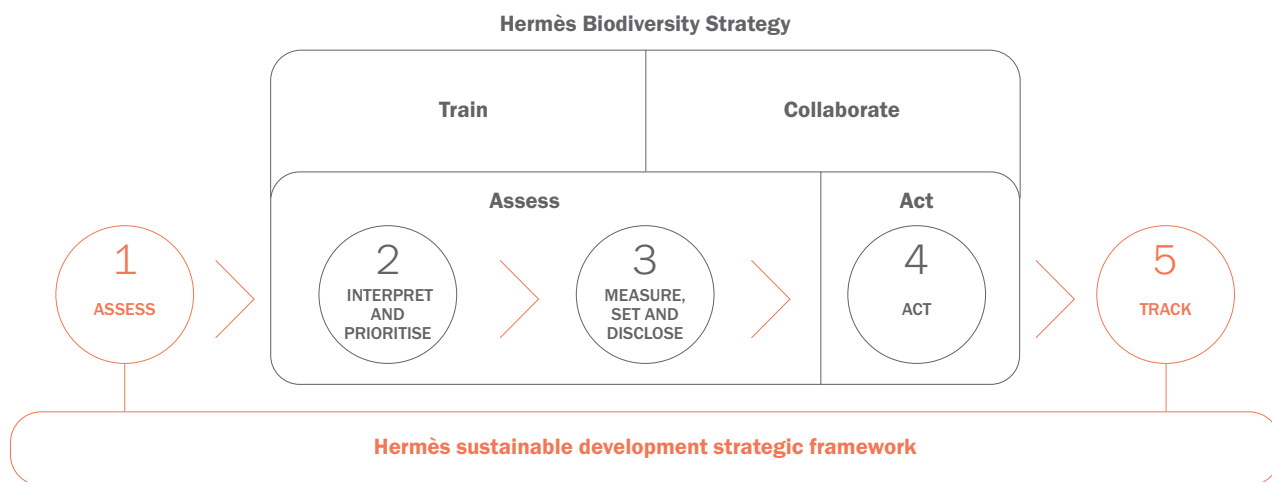 Hermès Biodiversity Strategy
Train
Collaborate
Assess
Act
1
ASSESS
2
INTERPRET
AND
PRIORITISE
3
MEASURE,
SET AND
DISCLOSE
4
ACT
5
TRACK
Hermès sustainable development strategic framework